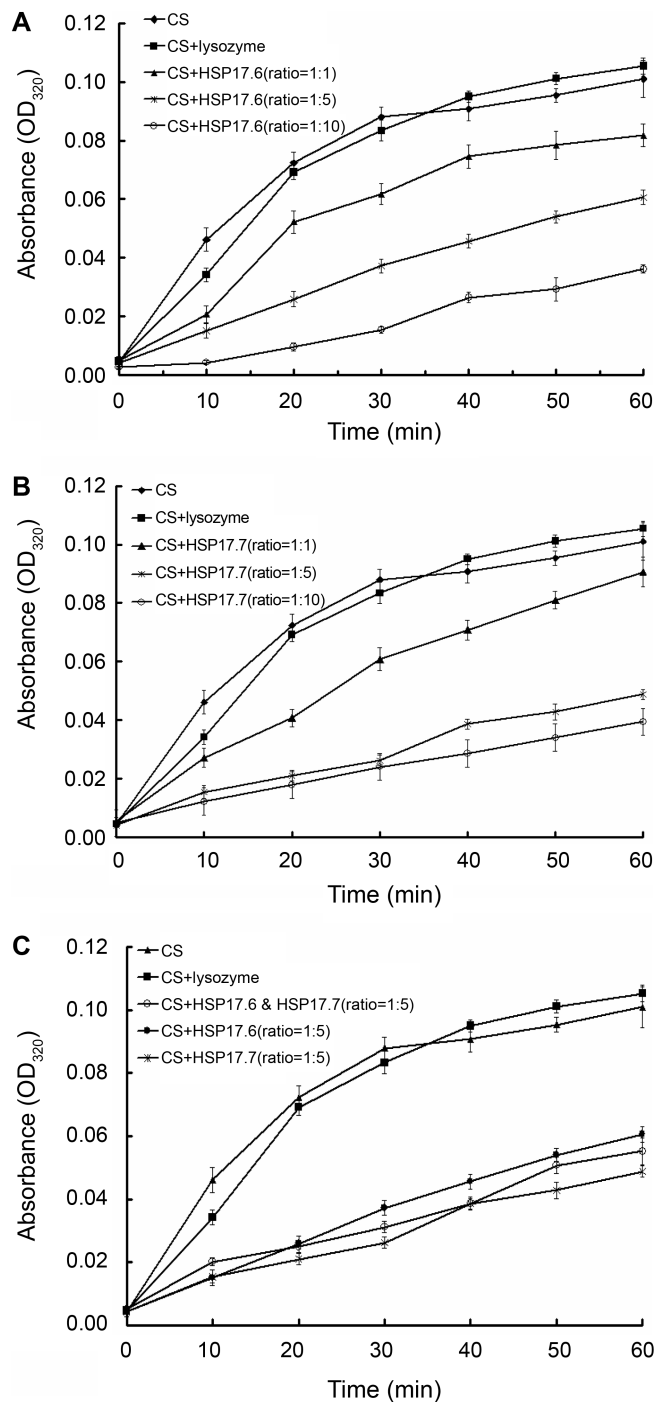 A
CS
CS+lysozyme
CS+HSP17.6(ratio=1:1)
CS+HSP17.6(ratio=1:5)
CS+HSP17.6(ratio=1:10)
Absorbance (OD320)
0.12
0.10
0.08
0.06
0.04
0.02
0.00
0 10 20 30 40 50 60
Time (min)
B
CS
CS+lysozyme
CS+HSP17.7(ratio=1:1)
CS+HSP17.7(ratio=1:5)
CS+HSP17.7(ratio=1:10)
Absorbance (OD320)
0.12
0.10
0.08
0.06
0.04
0.02
0.00
0 10 20 30 40 50 60
Time (min)
C
CS
CS+lysozyme
CS+HSP17.6 & HSP17.7(ratio=1:5)
CS+HSP17.6(ratio=1:5)
CS+HSP17.7(ratio=1:5)
Absorbance (OD320)
0.12
0.10
0.08
0.06
0.04
0.02
0.00
0 10 20 30 40 50 60
Time (min)